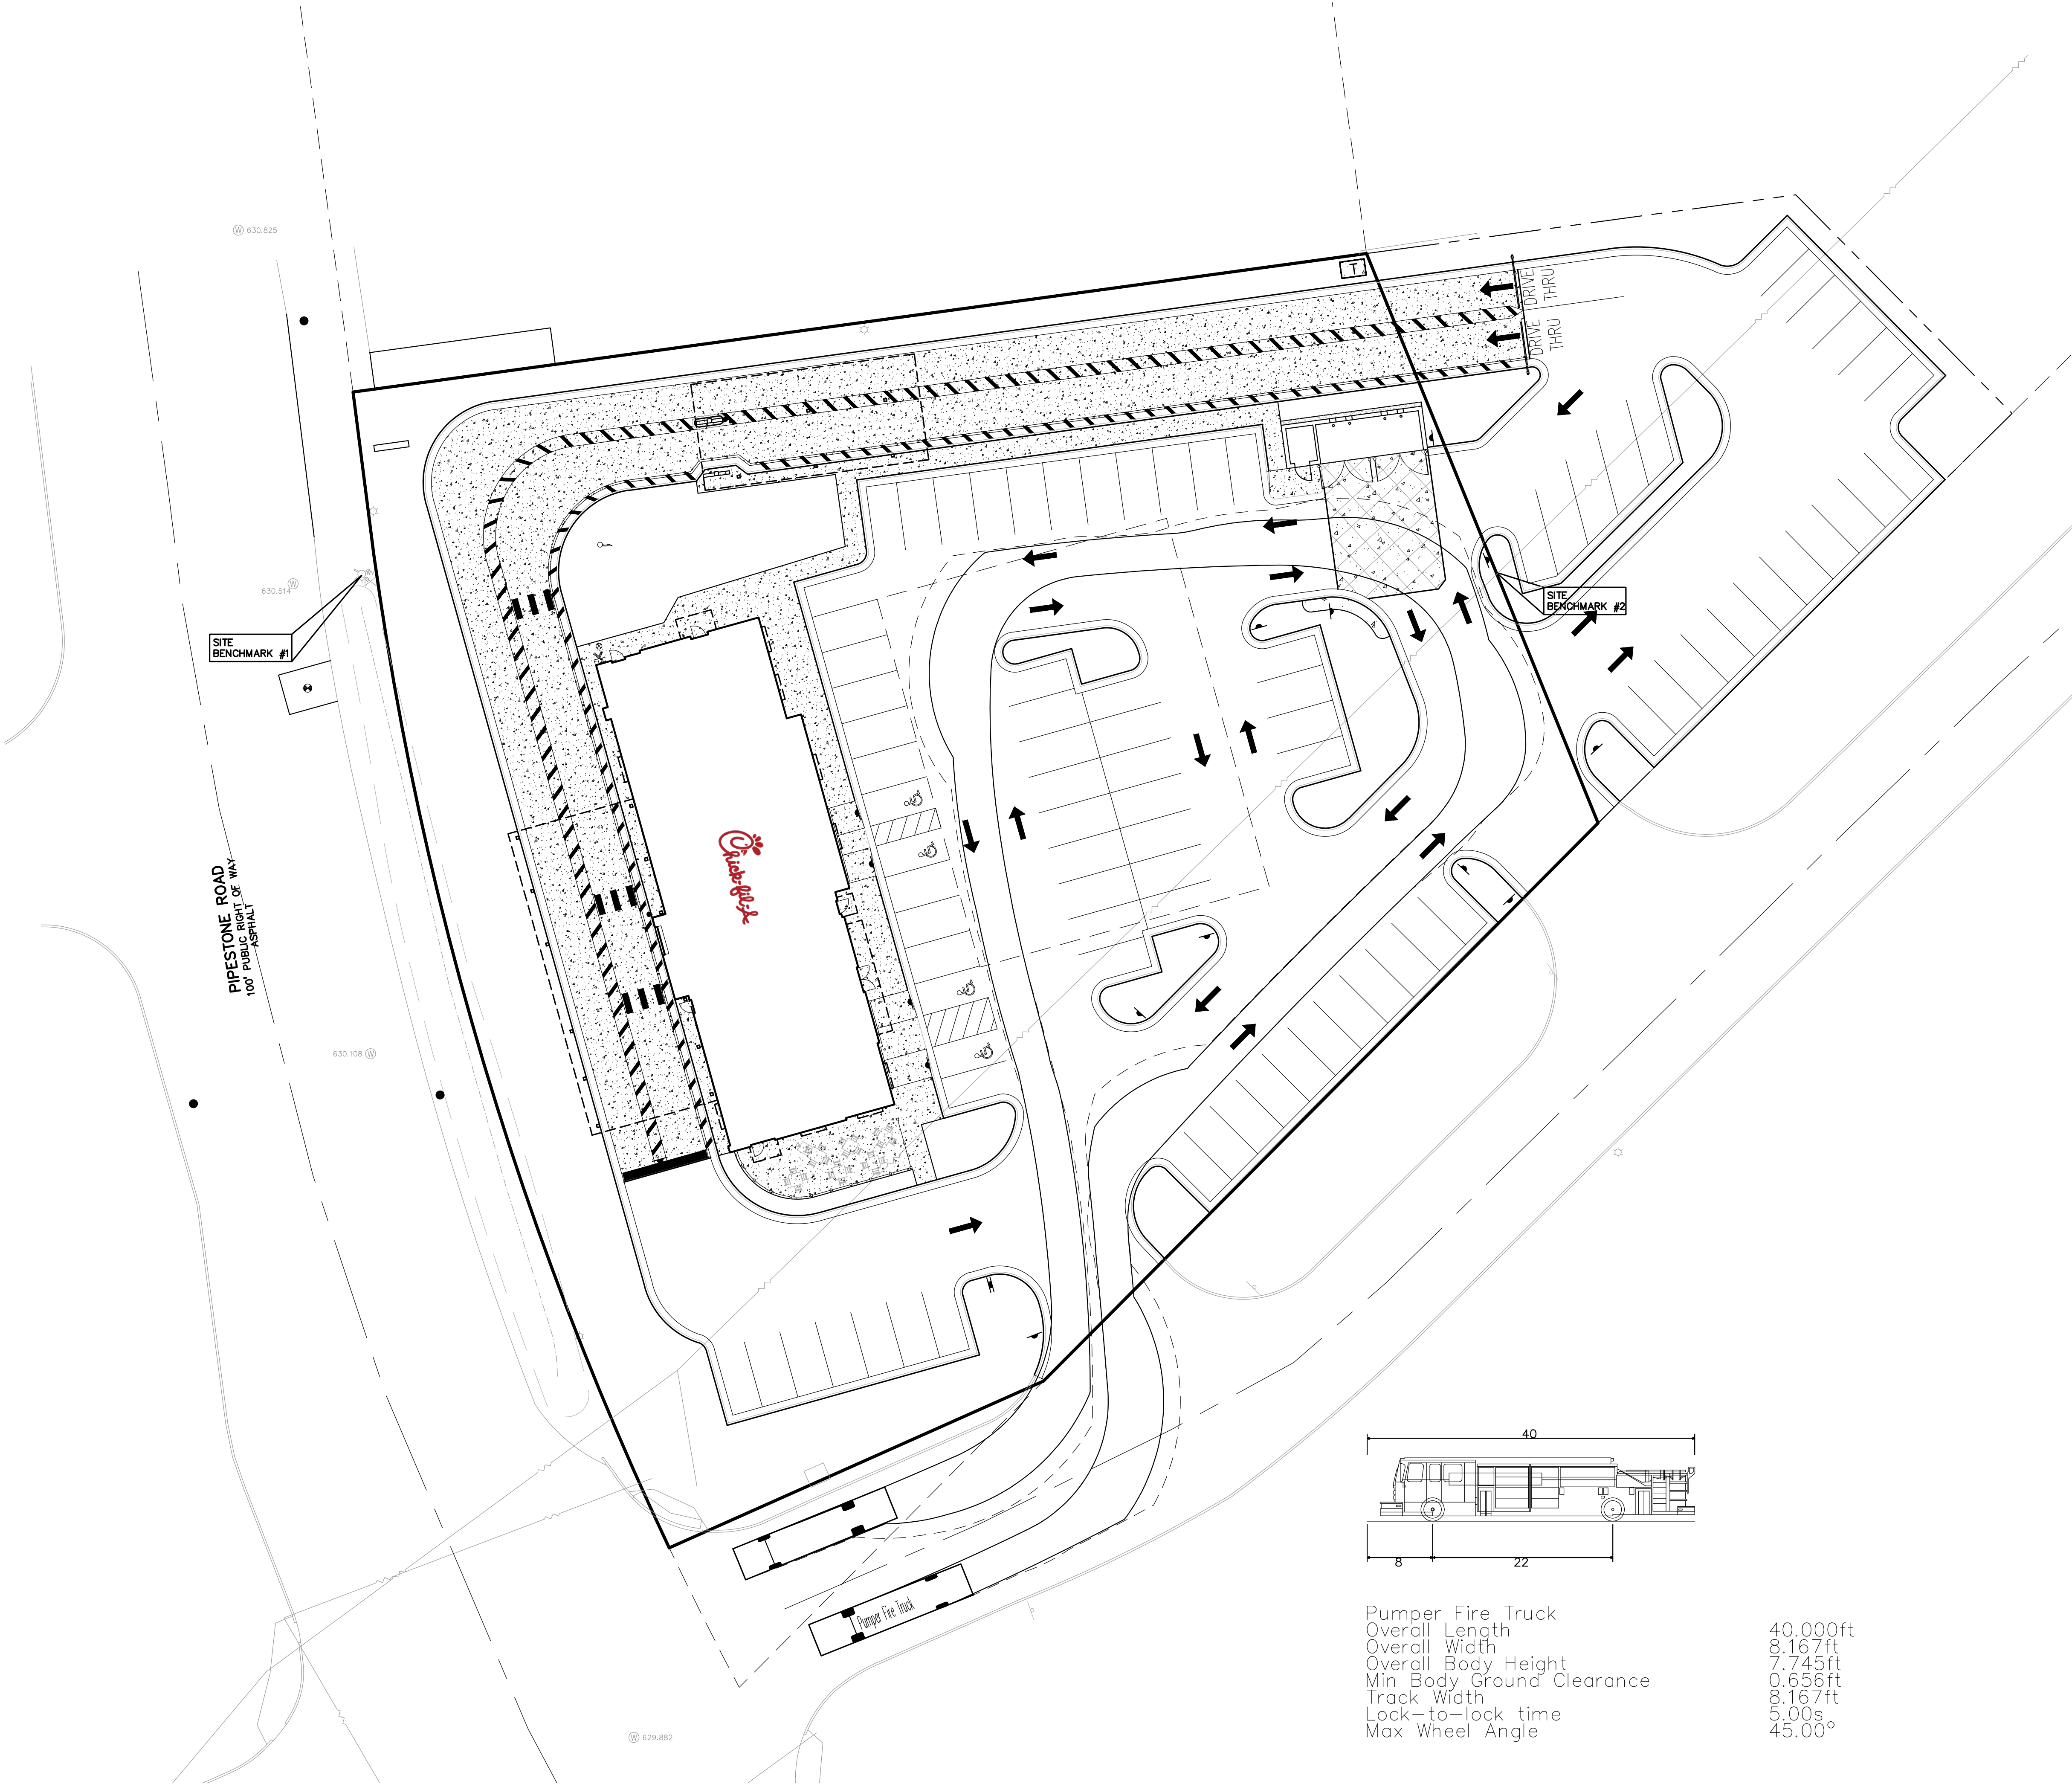 Ⓦ 630.825
T
DRIVE
THRU
DRIVE
THRU
630.514 Ⓦ
SITE
BENCHMARK #1
SITE
BENCHMARK #2
Chick-fil-A
PIPESTONE ROAD
100' PUBLIC RIGHT OF WAY
ASPHALT
630.108 Ⓦ
40
8
22
Pumper Fire Truck
Pumper Fire Truck
Overall Length 40.000ft
Overall Width 8.167ft
Overall Body Height 7.745ft
Min Body Ground Clearance 0.656ft
Track Width 8.167ft
Lock-to-lock time 5.00s
Max Wheel Angle 45.00°
Ⓦ 629.882